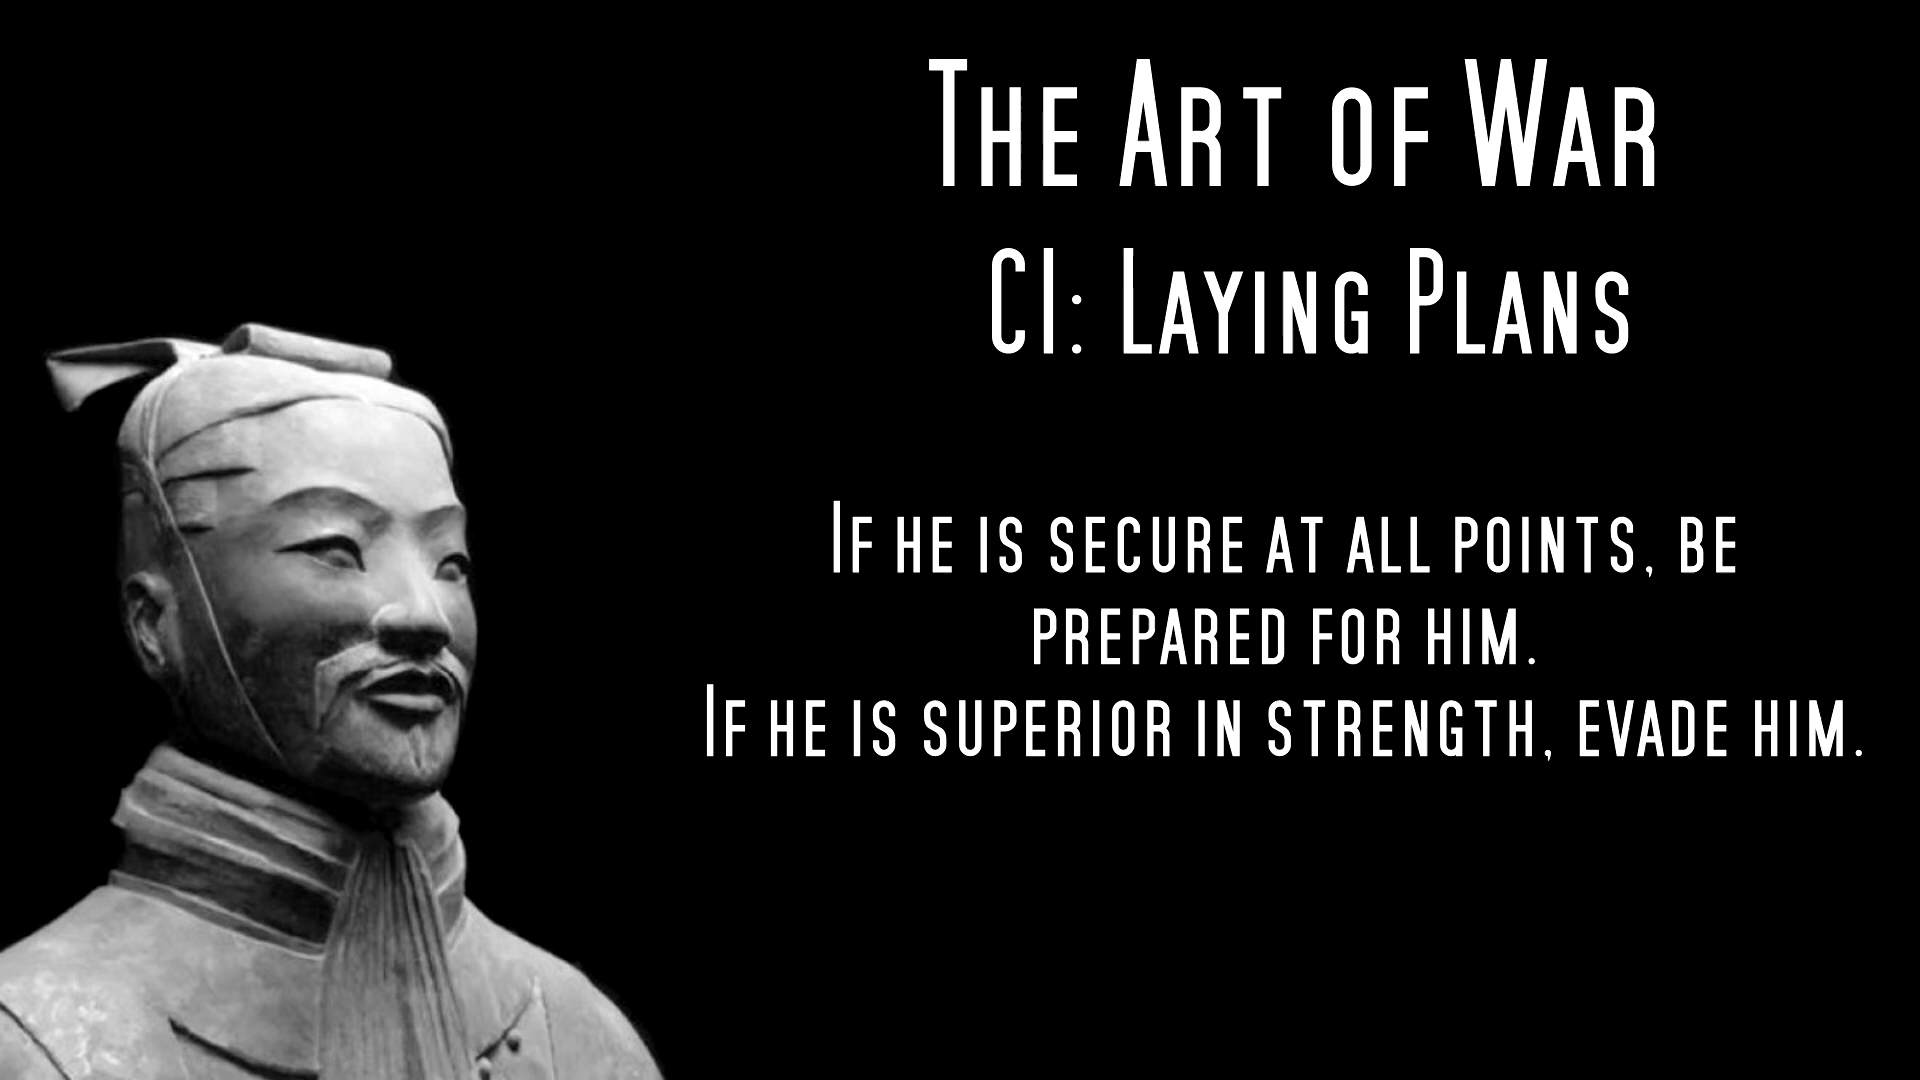 The Art of War
CI: Laying Plans
If he is secure at all points, be
prepared for him.
If he is superior in strength, evade him.